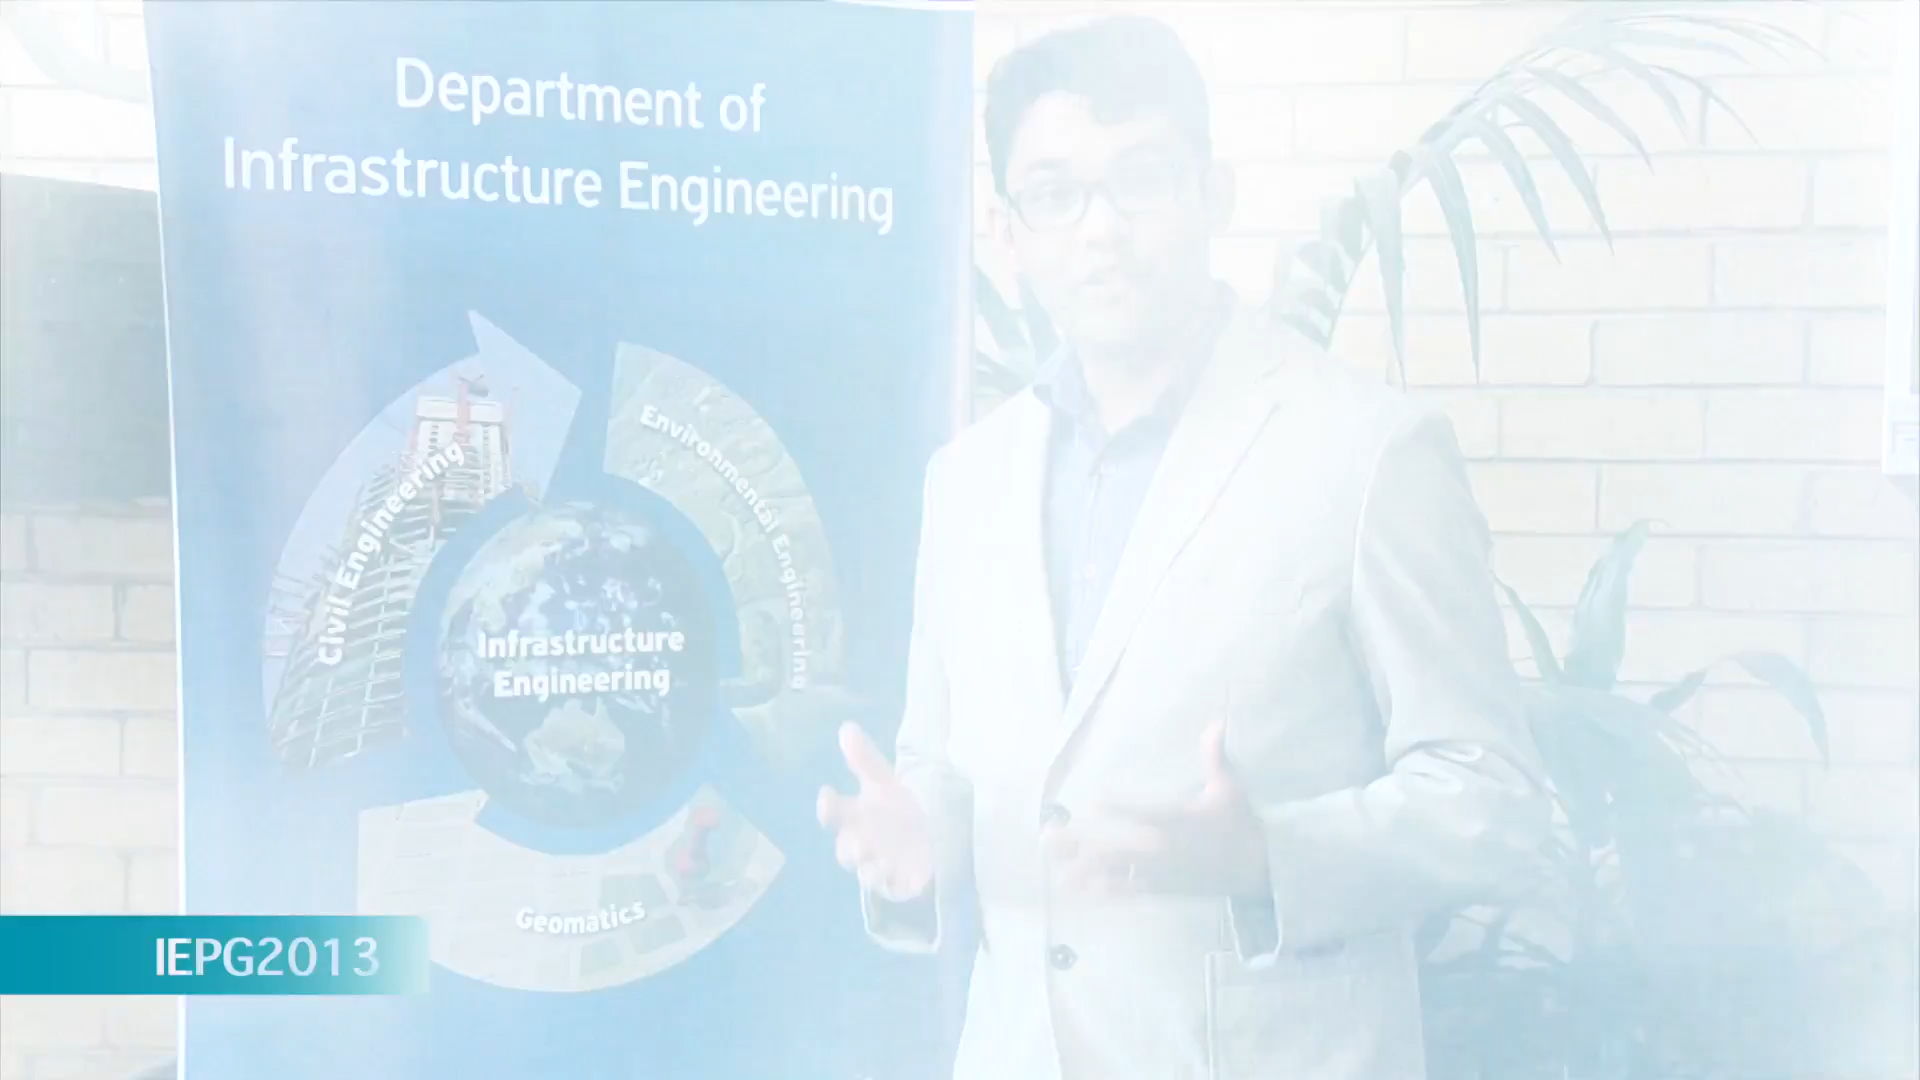 Department of
Infrastructure Engineering
Civil Engineering
Environmental Engineering
Infrastructure
Engineering
Geomatics
IEPG2013